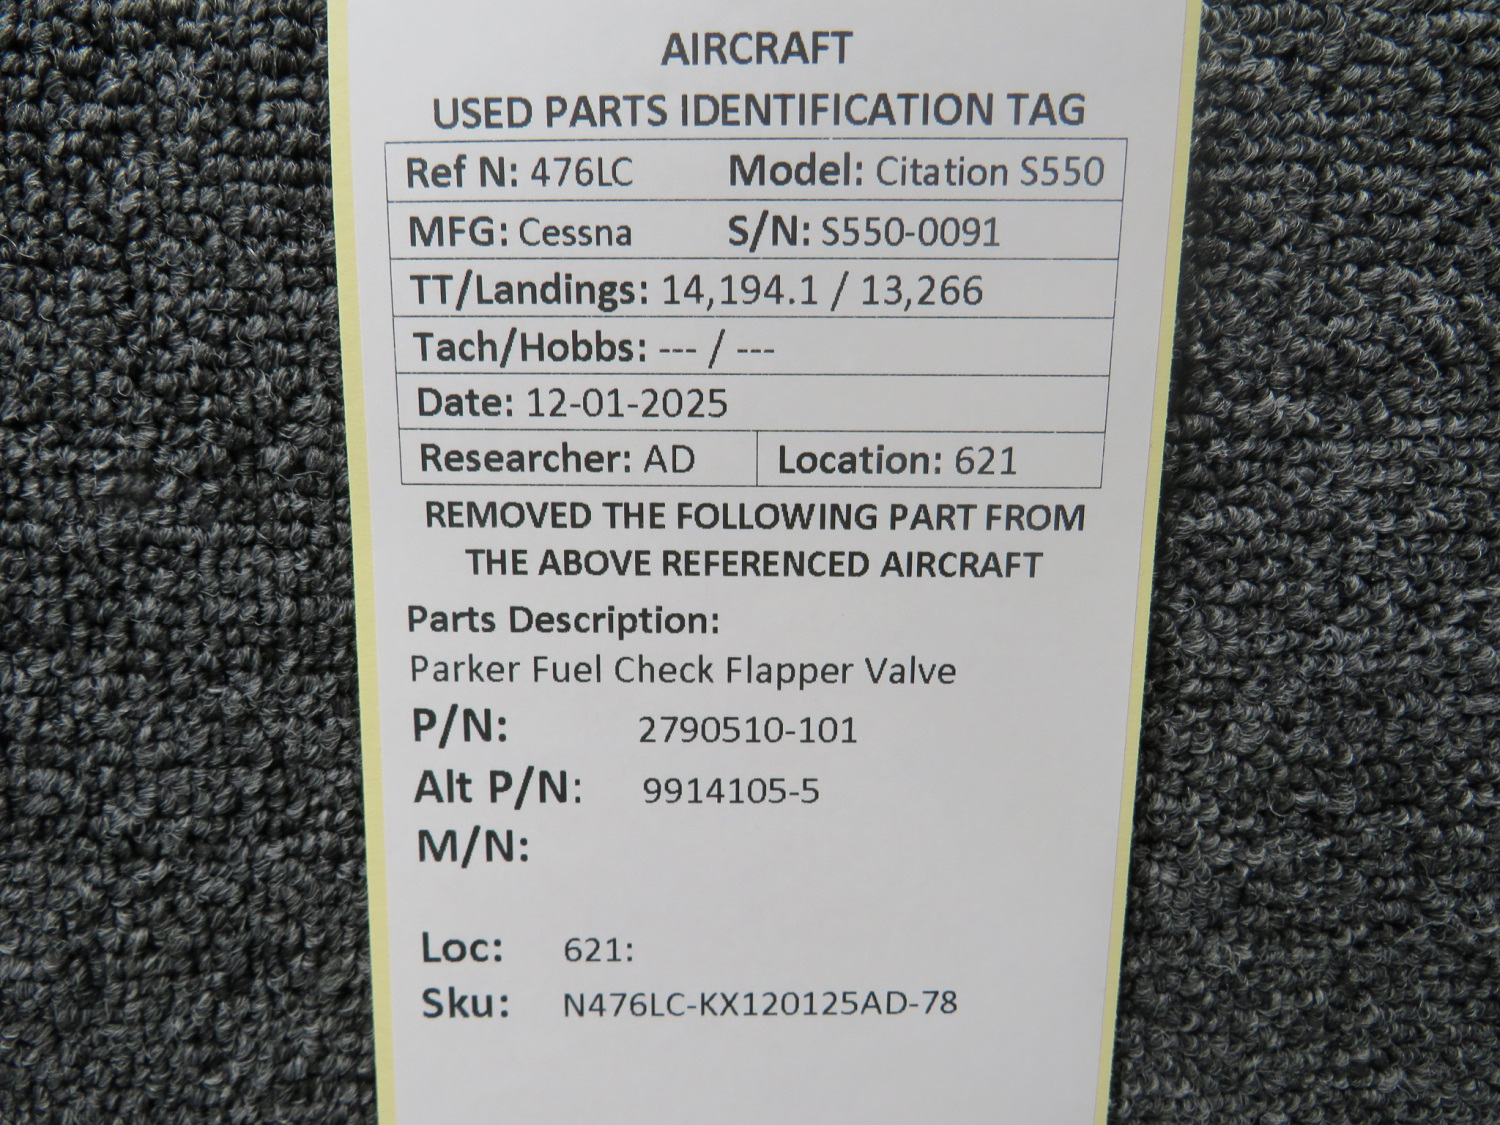 AIRCRAFT
USED PARTS IDENTIFICATION TAG
Ref N: 476LC Model: Citation S550
MFG: Cessna S/N: S550-0091
TT/Landings: 14,194.1 / 13,266
Tach/Hobbs: --- / ---
Date: 12-01-2025
Researcher: AD Location: 621
REMOVED THE FOLLOWING PART FROM
THE ABOVE REFERENCED AIRCRAFT
Parts Description:
Parker Fuel Check Flapper Valve
P/N: 2790510-101
Alt P/N: 9914105-5
M/N:
Loc: 621:
Sku: N476LC-KX120125AD-78